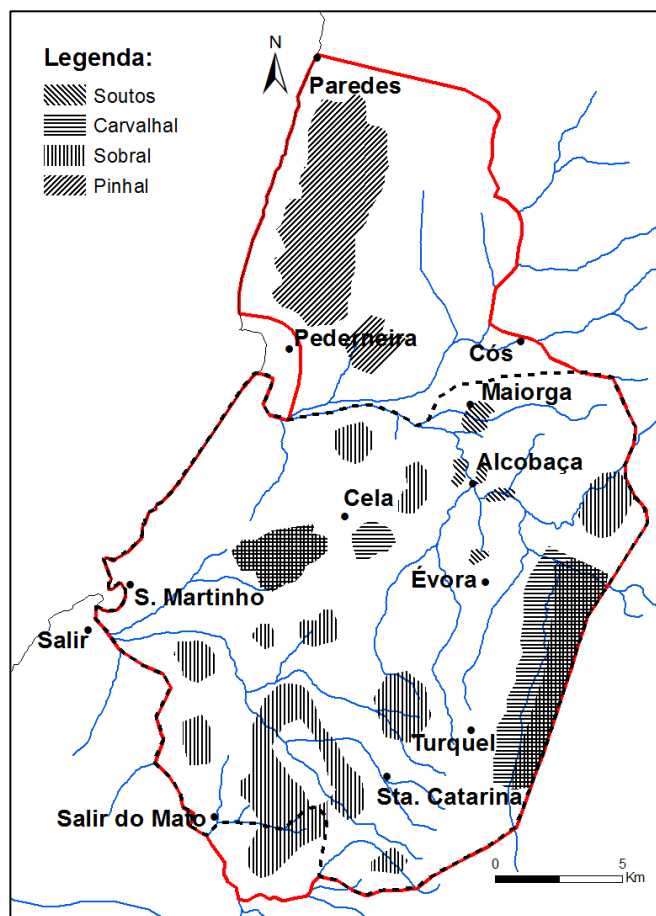 Legenda:
Soutos
Carvalhal
Sobral
Pinhal
N
Paredes
Pederneira
Cós
Maiorga
Alcobaça
Cela
Évora
S. Martinho
Salir
Turquel
Sta. Catarina
Salir do Mato
0 5
Km